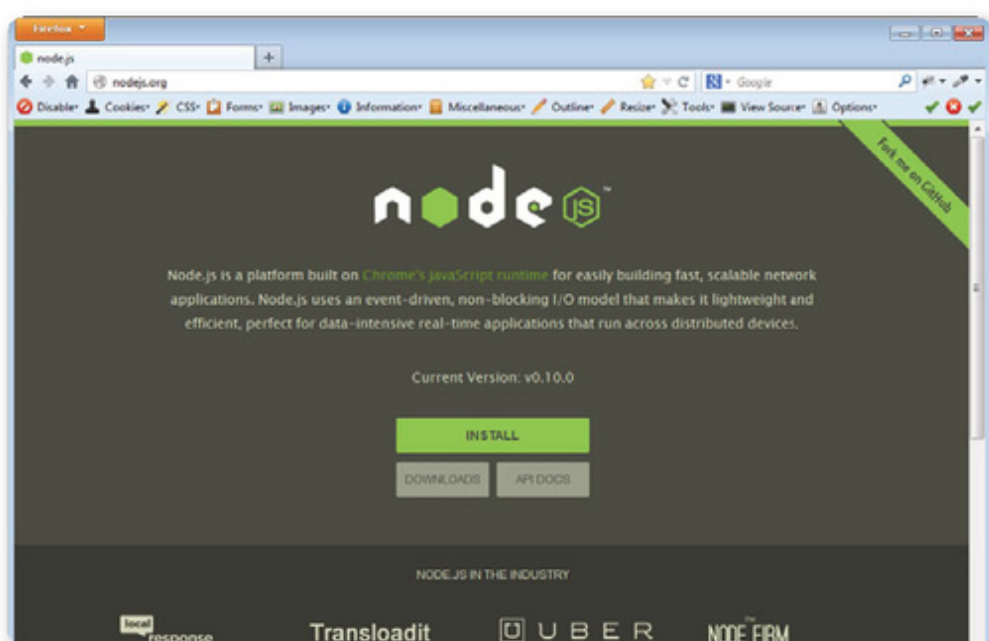 Firefox
node.js
nodejs.org
Google
Disable Cookies CSS Forms Images Information Miscellaneous Outline Resize Tools View Source Options
Fork me on GitHub
node JS ™
Node.js is a platform built on Chrome's JavaScript runtime for easily building fast, scalable network
applications. Node.js uses an event-driven, non-blocking I/O model that makes it lightweight and
efficient, perfect for data-intensive real-time applications that run across distributed devices.
Current Version: v0.10.0
INSTALL
DOWNLOADS API DOCS
NODE.JS IN THE INDUSTRY
local response Transloadit UBER THE NODE FIRM